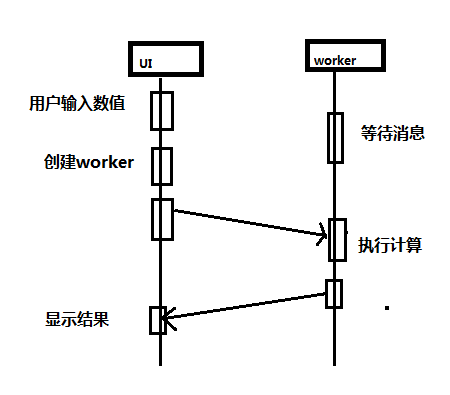 UI
worker
用户输入数值
等待消息
创建worker
执行计算
显示结果